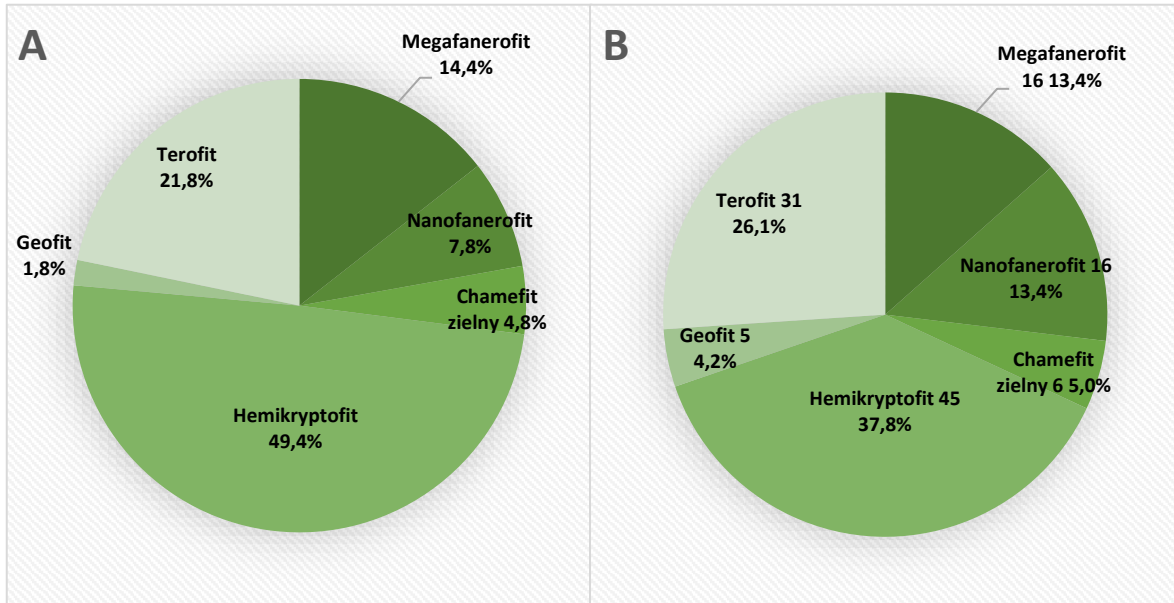 A
Megafanerofit
14,4%
Nanofanerofit
7,8%
Chamefit
zielny 4,8%
Hemikryptofit
49,4%
Geofit
1,8%
Terofit
21,8%
B
Megafanerofit
16 13,4%
Nanofanerofit 16
13,4%
Chamefit
zielny 6 5,0%
Hemikryptofit 45
37,8%
Geofit 5
4,2%
Terofit 31
26,1%